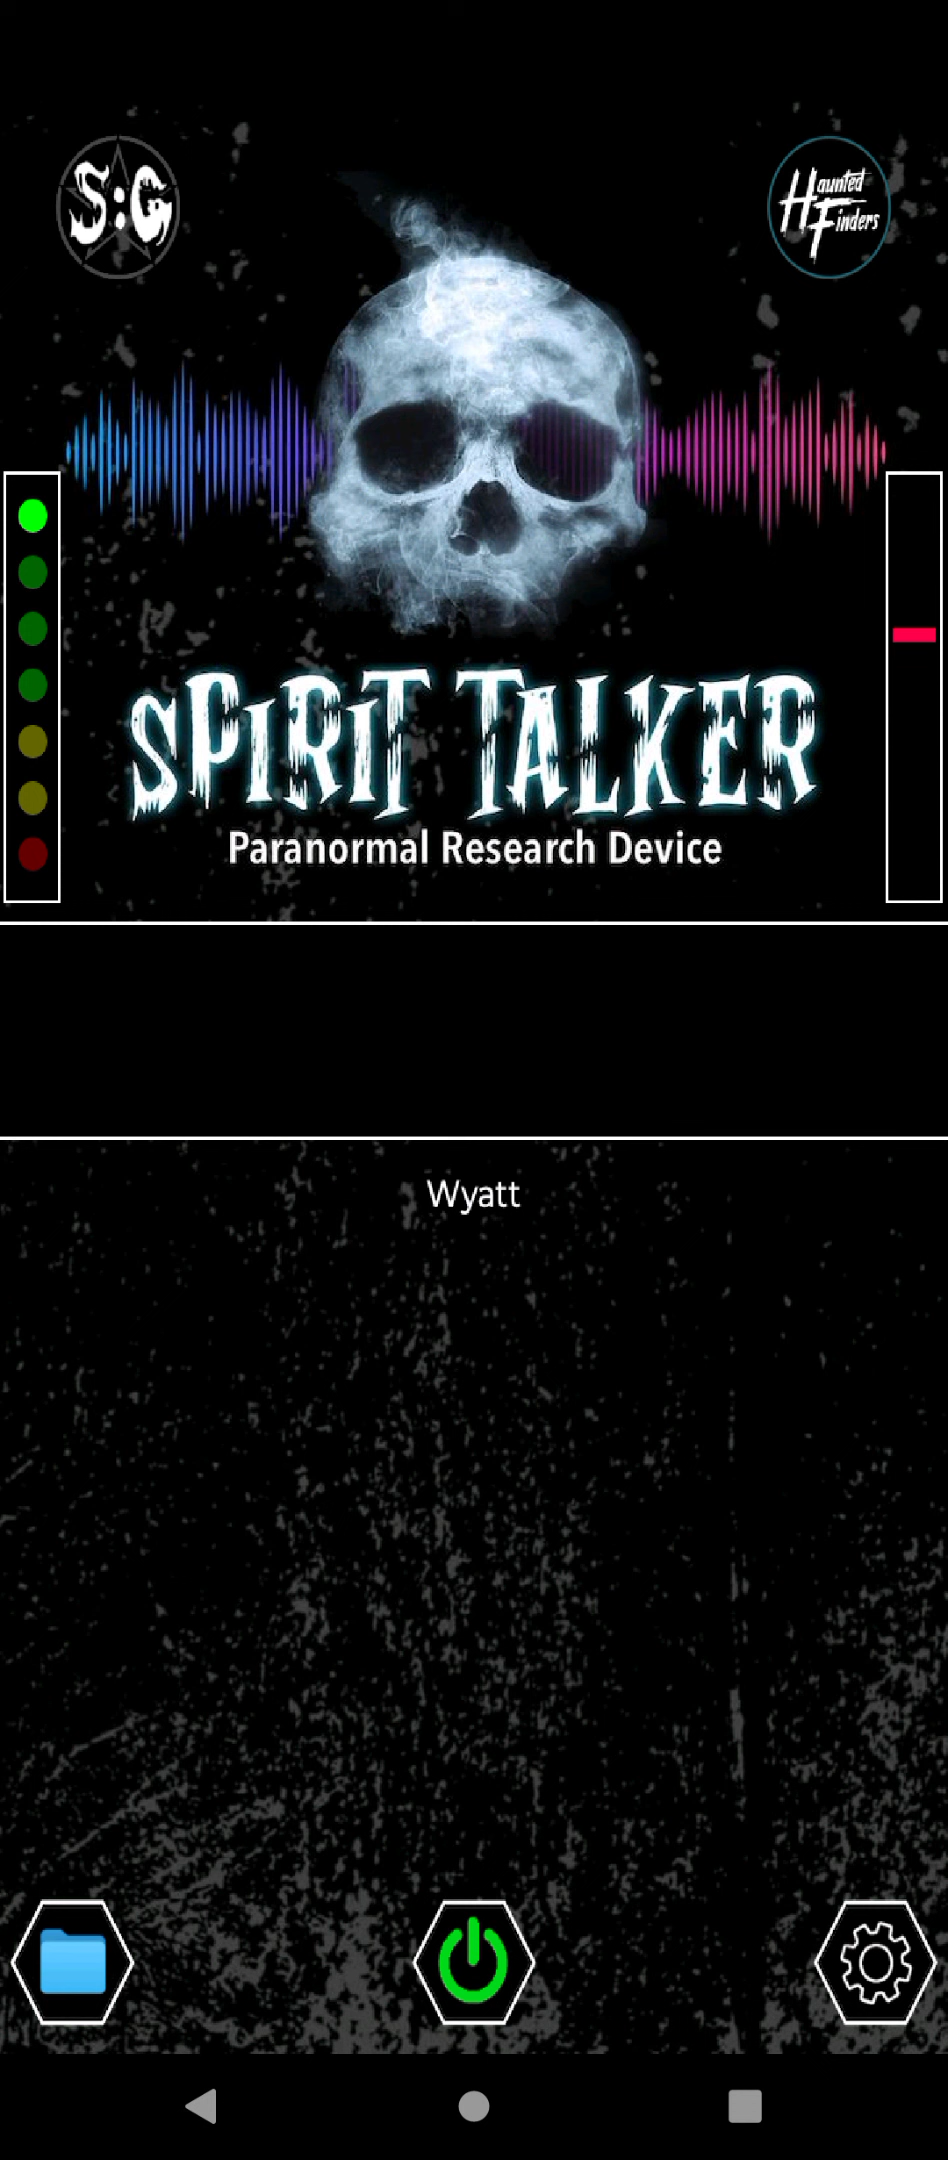 S:G
Haunted
Finders
SPIRIT TALKER
Paranormal Research Device
Wyatt